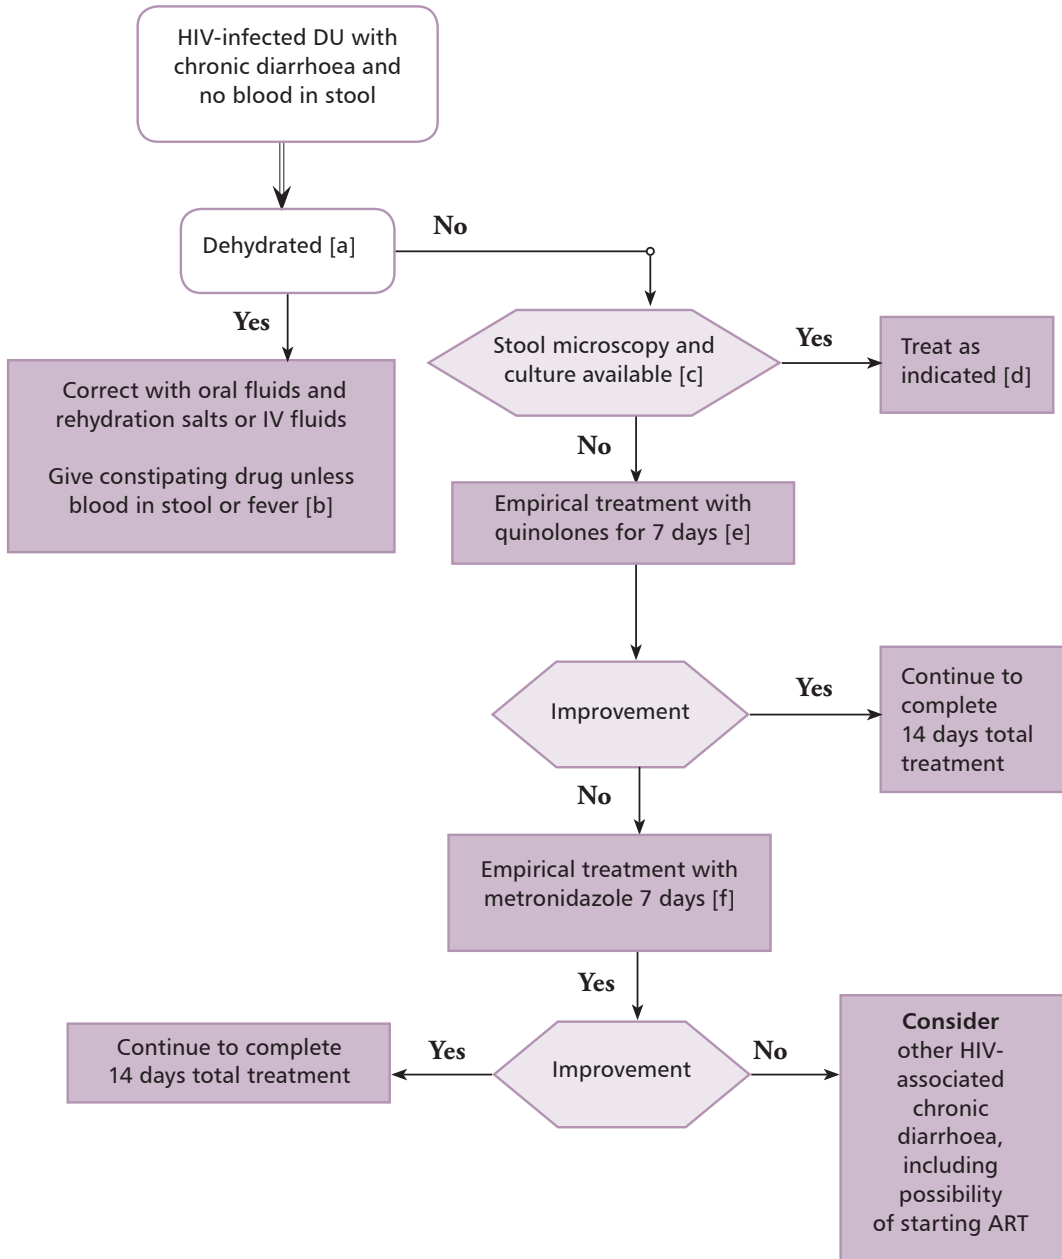 HIV-infected DU with
chronic diarrhoea and
no blood in stool
Dehydrated [a]
No
Yes
Stool microscopy and
culture available [c]
Yes
Treat as
indicated [d]
Correct with oral fluids and
rehydration salts or IV fluids
Give constipating drug unless
blood in stool or fever [b]
No
Empirical treatment with
quinolones for 7 days [e]
Improvement
Yes
Continue to
complete
14 days total
treatment
No
Empirical treatment with
metronidazole 7 days [f]
Yes
Improvement
Yes
Continue to complete
14 days total treatment
No
Consider
other HIV-
associated
chronic
diarrhoea,
including
possibility
of starting ART